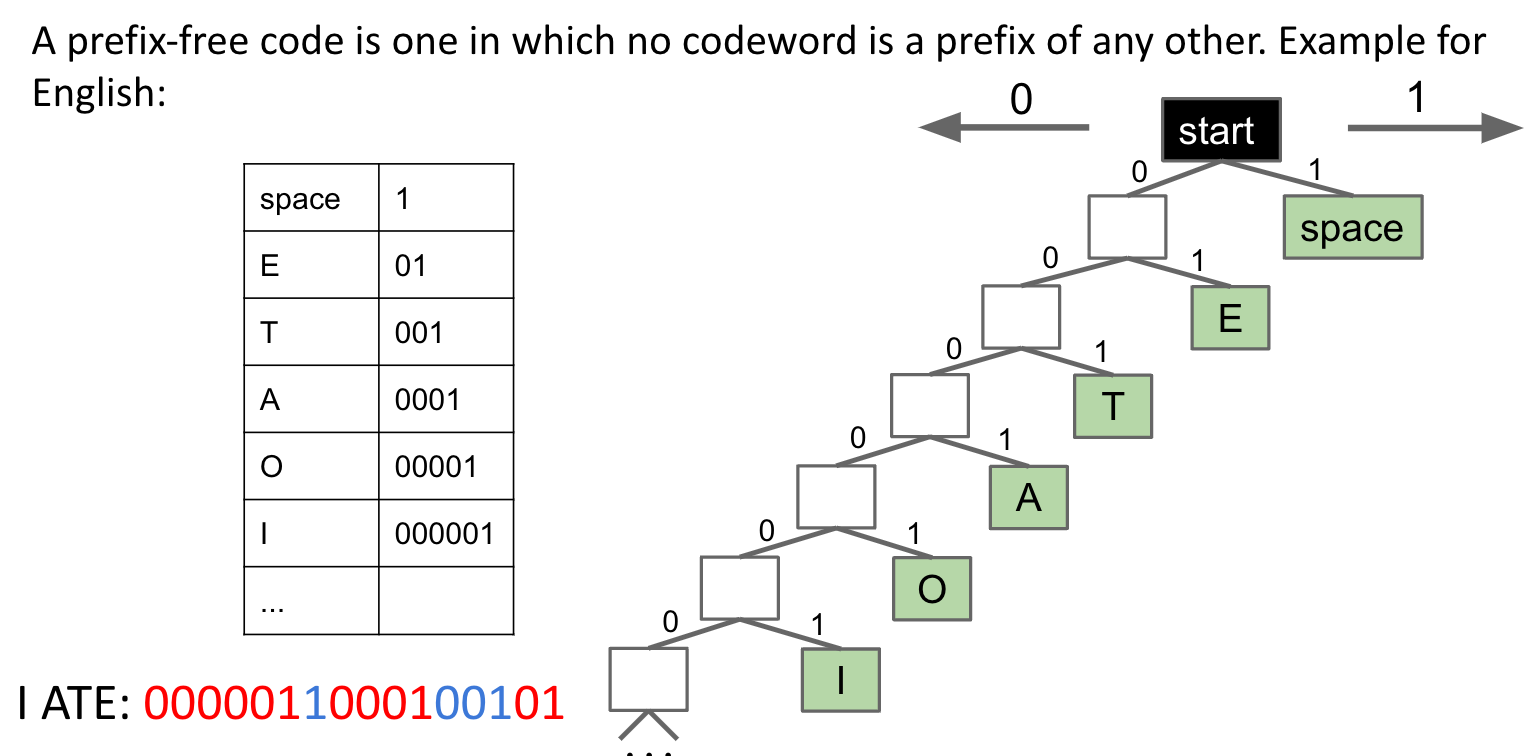 A prefix-free code is one in which no codeword is a prefix of any other. Example for
English:
0
1
start
0 1
space 1
space
E 01
0 1
E
T 001
0 1
T
A 0001
0 1
A
O 00001
0 1
O
I 000001
0 1
I
...
I ATE: 0000011000100101
...